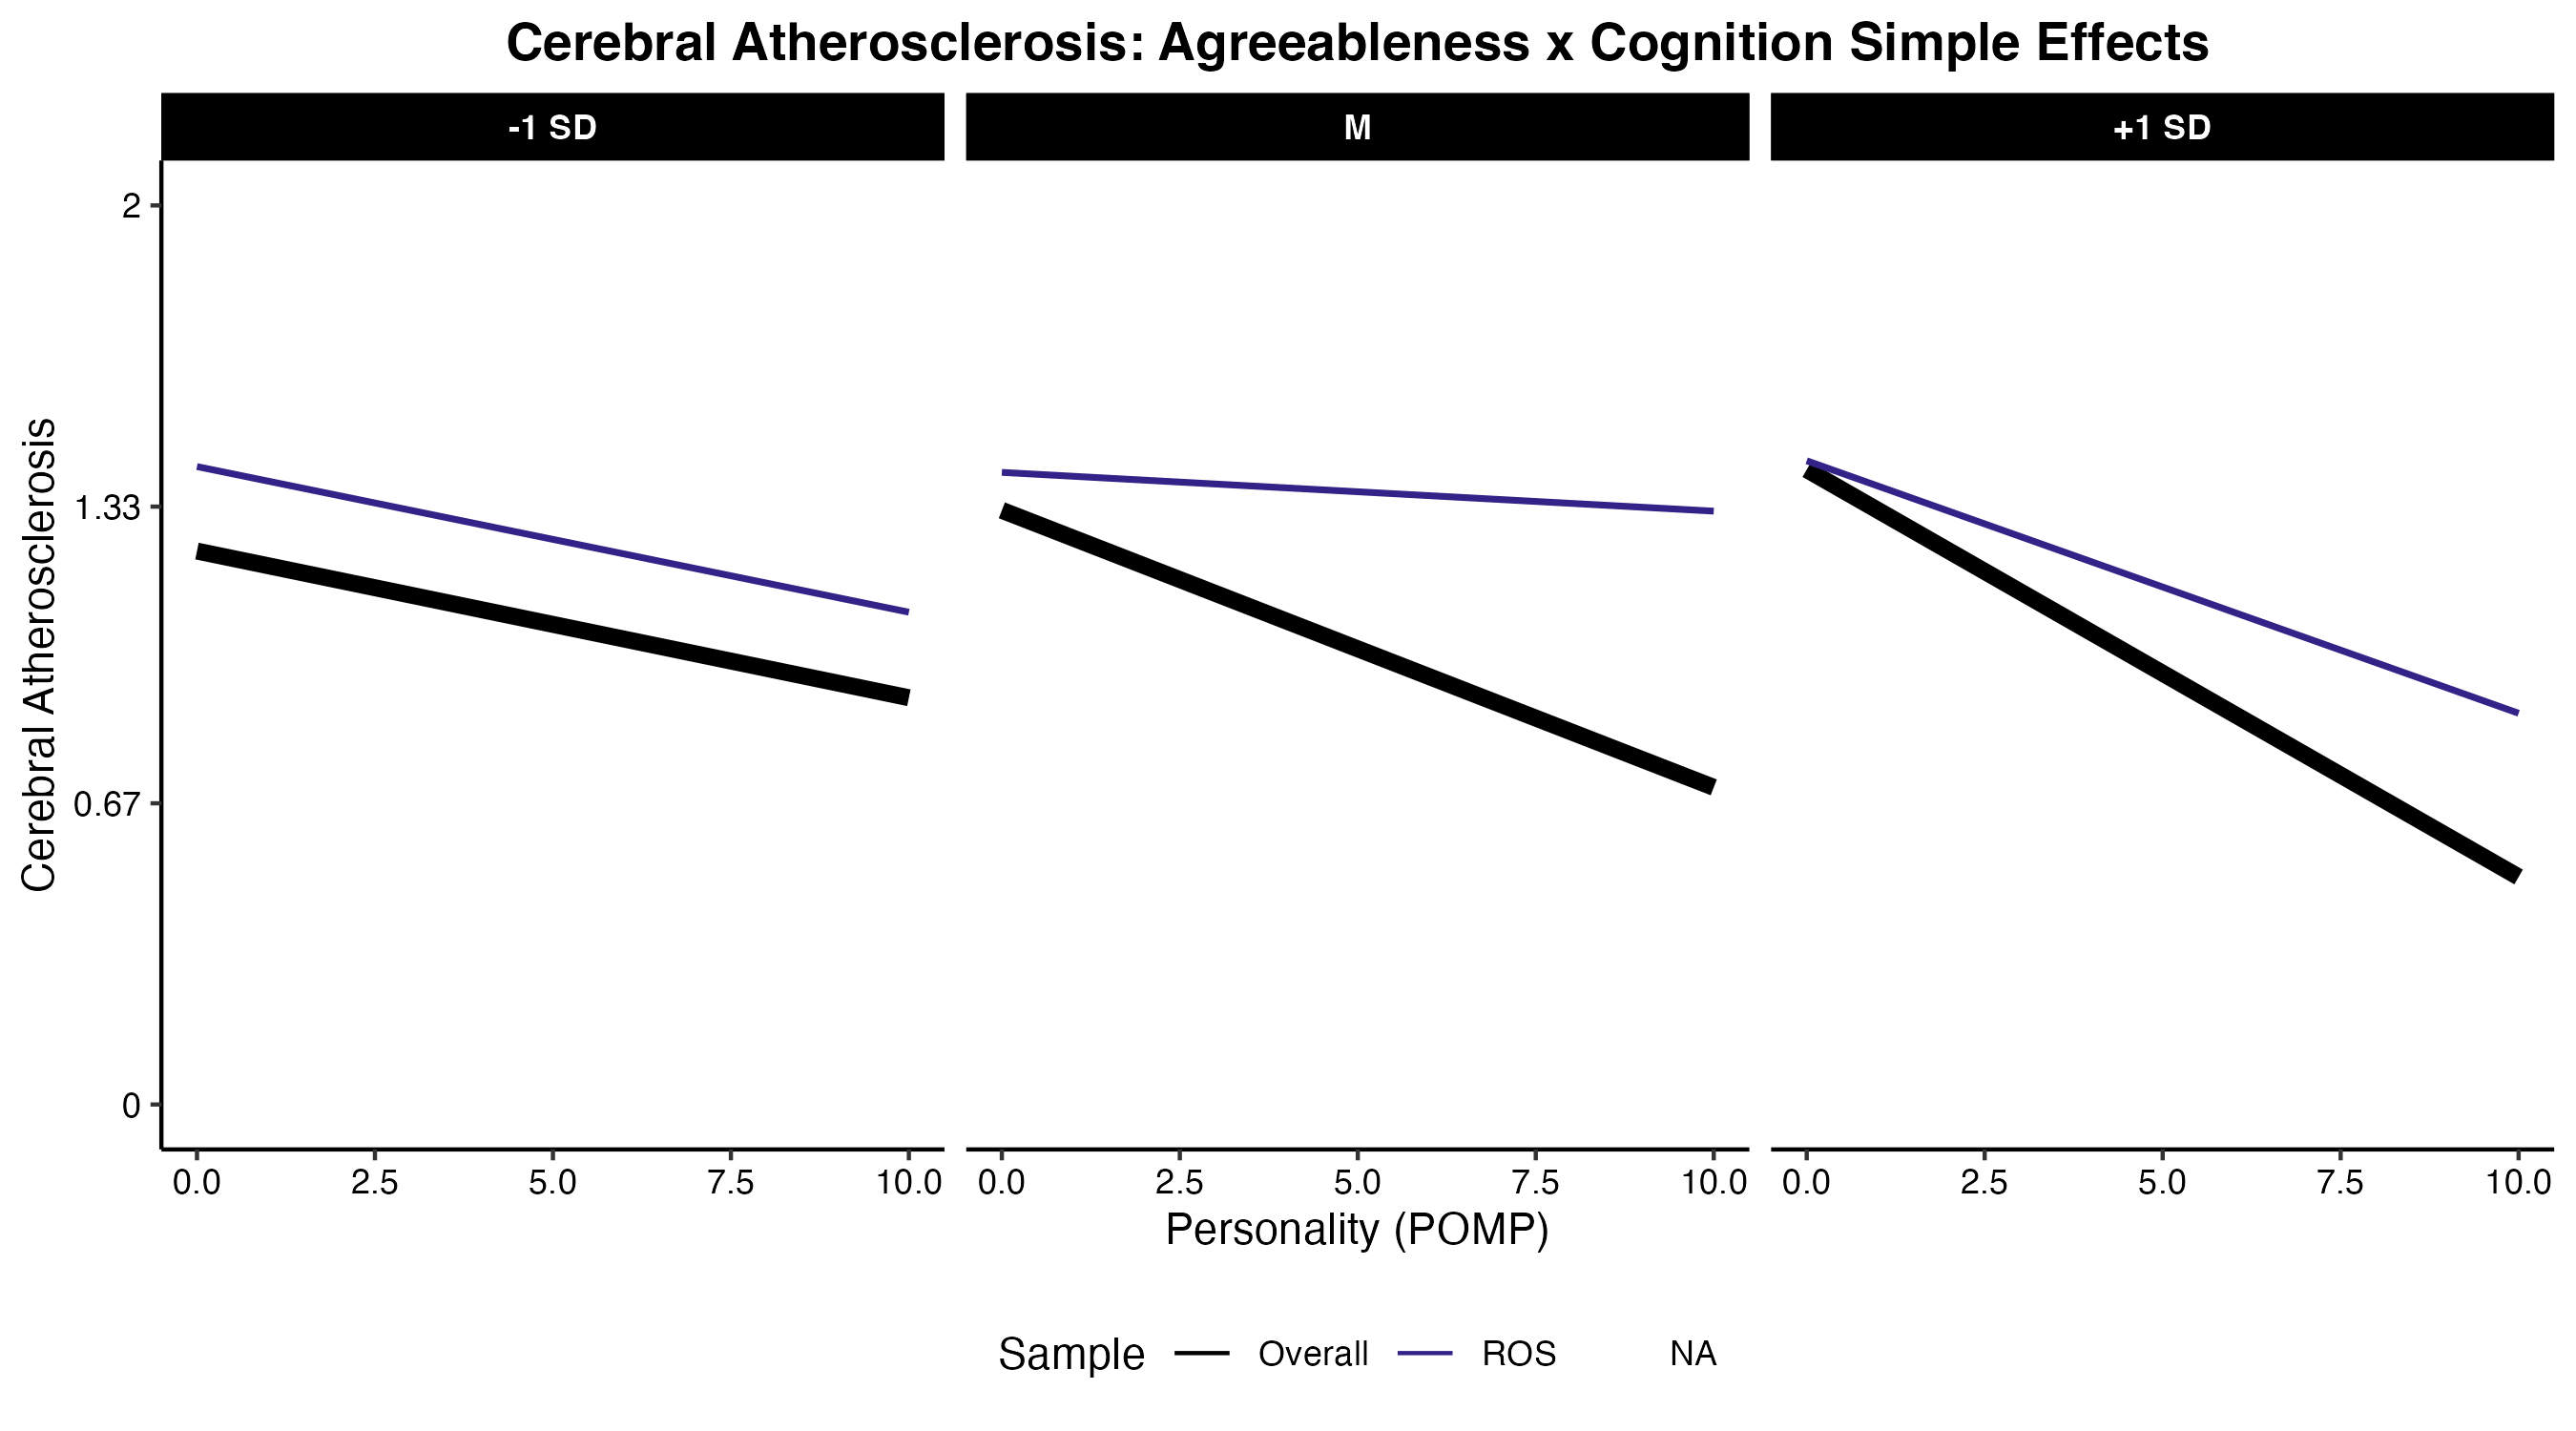 Cerebral Atherosclerosis: Agreeableness x Cognition Simple Effects
-1 SD M +1 SD
Cerebral Atherosclerosis
2
1.33
0.67
0
0.0 2.5 5.0 7.5 10.0 0.0 2.5 5.0 7.5 10.0 0.0 2.5 5.0 7.5 10.0
Personality (POMP)
Sample Overall ROS NA